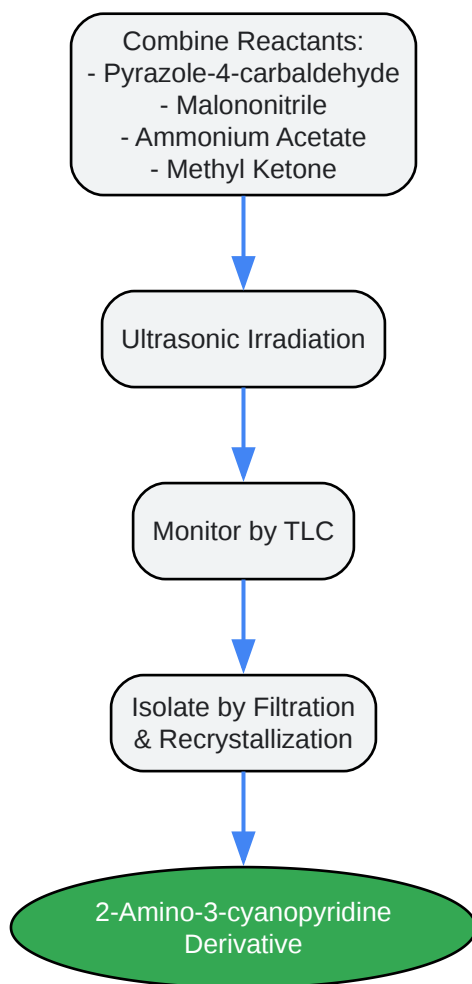 Combine Reactants:
- Pyrazole-4-carbaldehyde
- Malononitrile
- Ammonium Acetate
- Methyl Ketone
Ultrasonic Irradiation
Monitor by TLC
Isolate by Filtration
& Recrystallization
2-Amino-3-cyanopyridine
Derivative